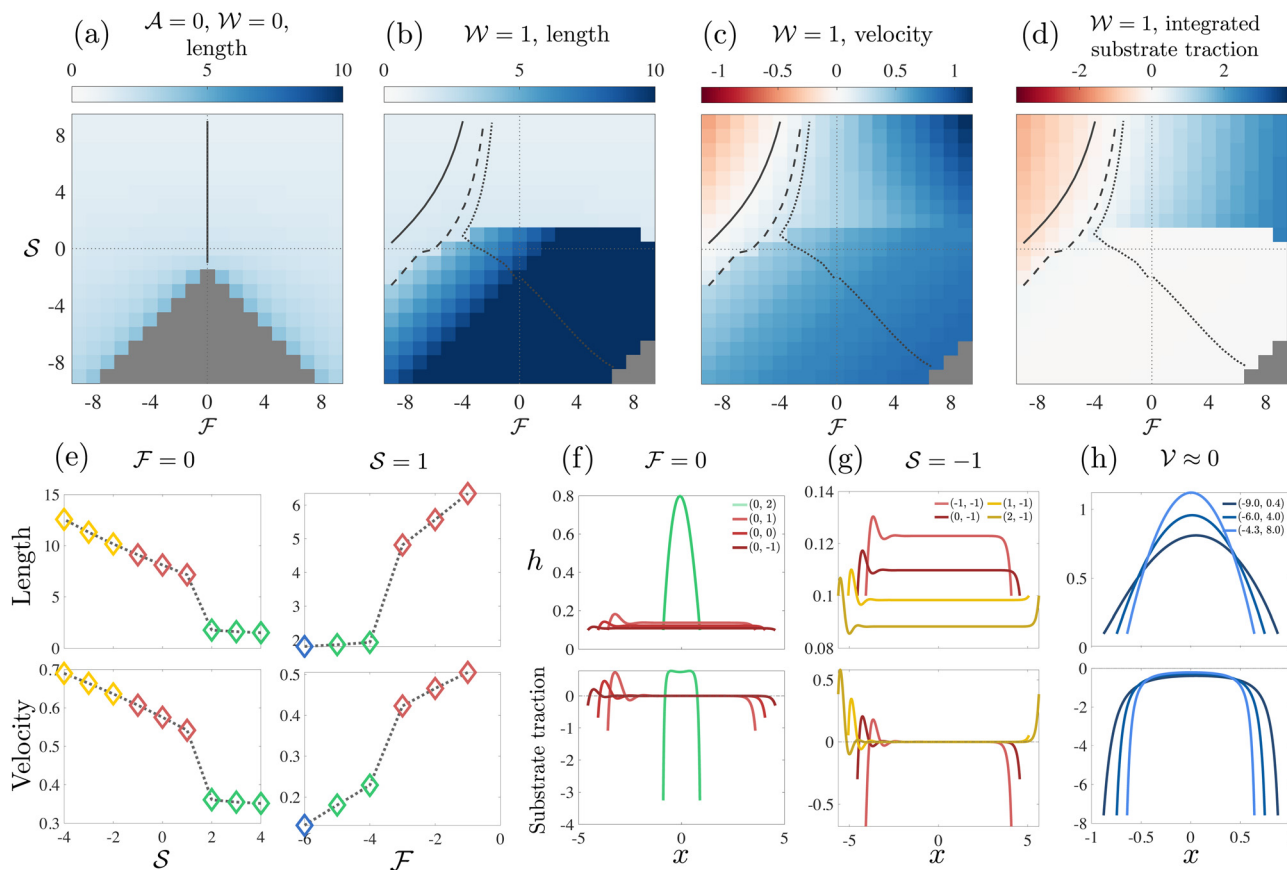 (a) 𝒜 = 0, 𝒲 = 0, length
0 5 10
(b) 𝒲 = 1, length
0 5 10
(c) 𝒲 = 1, velocity
-1 -0.5 0 0.5 1
(d) 𝒲 = 1, integrated substrate traction
-2 0 2
𝒮
8
4
0
-4
-8
-8 -4 0 4 8
ℱ
-8 -4 0 4 8
ℱ
-8 -4 0 4 8
ℱ
-8 -4 0 4 8
ℱ
(e) ℱ = 0
Length
15
10
5
0
Velocity
0.7
0.6
0.5
0.4
0.3
-4 -2 0 2 4
𝒮
𝒮 = 1
6
5
4
3
2
0.5
0.4
0.3
0.2
-6 -4 -2 0
ℱ
(f) ℱ = 0
h
0.8
0.6
0.4
0.2
0
(0, 2)
(0, 1)
(0, 0)
(0, -1)
Substrate traction
0
-1
-2
-3
-4
-5 0 5
x
(g) 𝒮 = −1
0.14
0.12
0.1
0.08
(-1, -1)
(0, -1)
(1, -1)
(2, -1)
0.5
0
-0.5
-5 0 5
x
(h) 𝒱 ≈ 0
1
0.5
0
(-9.0, 0.4)
(-6.0, 4.0)
(-4.3, 8.0)
0
-2
-4
-6
-8
-1 -0.5 0 0.5 1
x